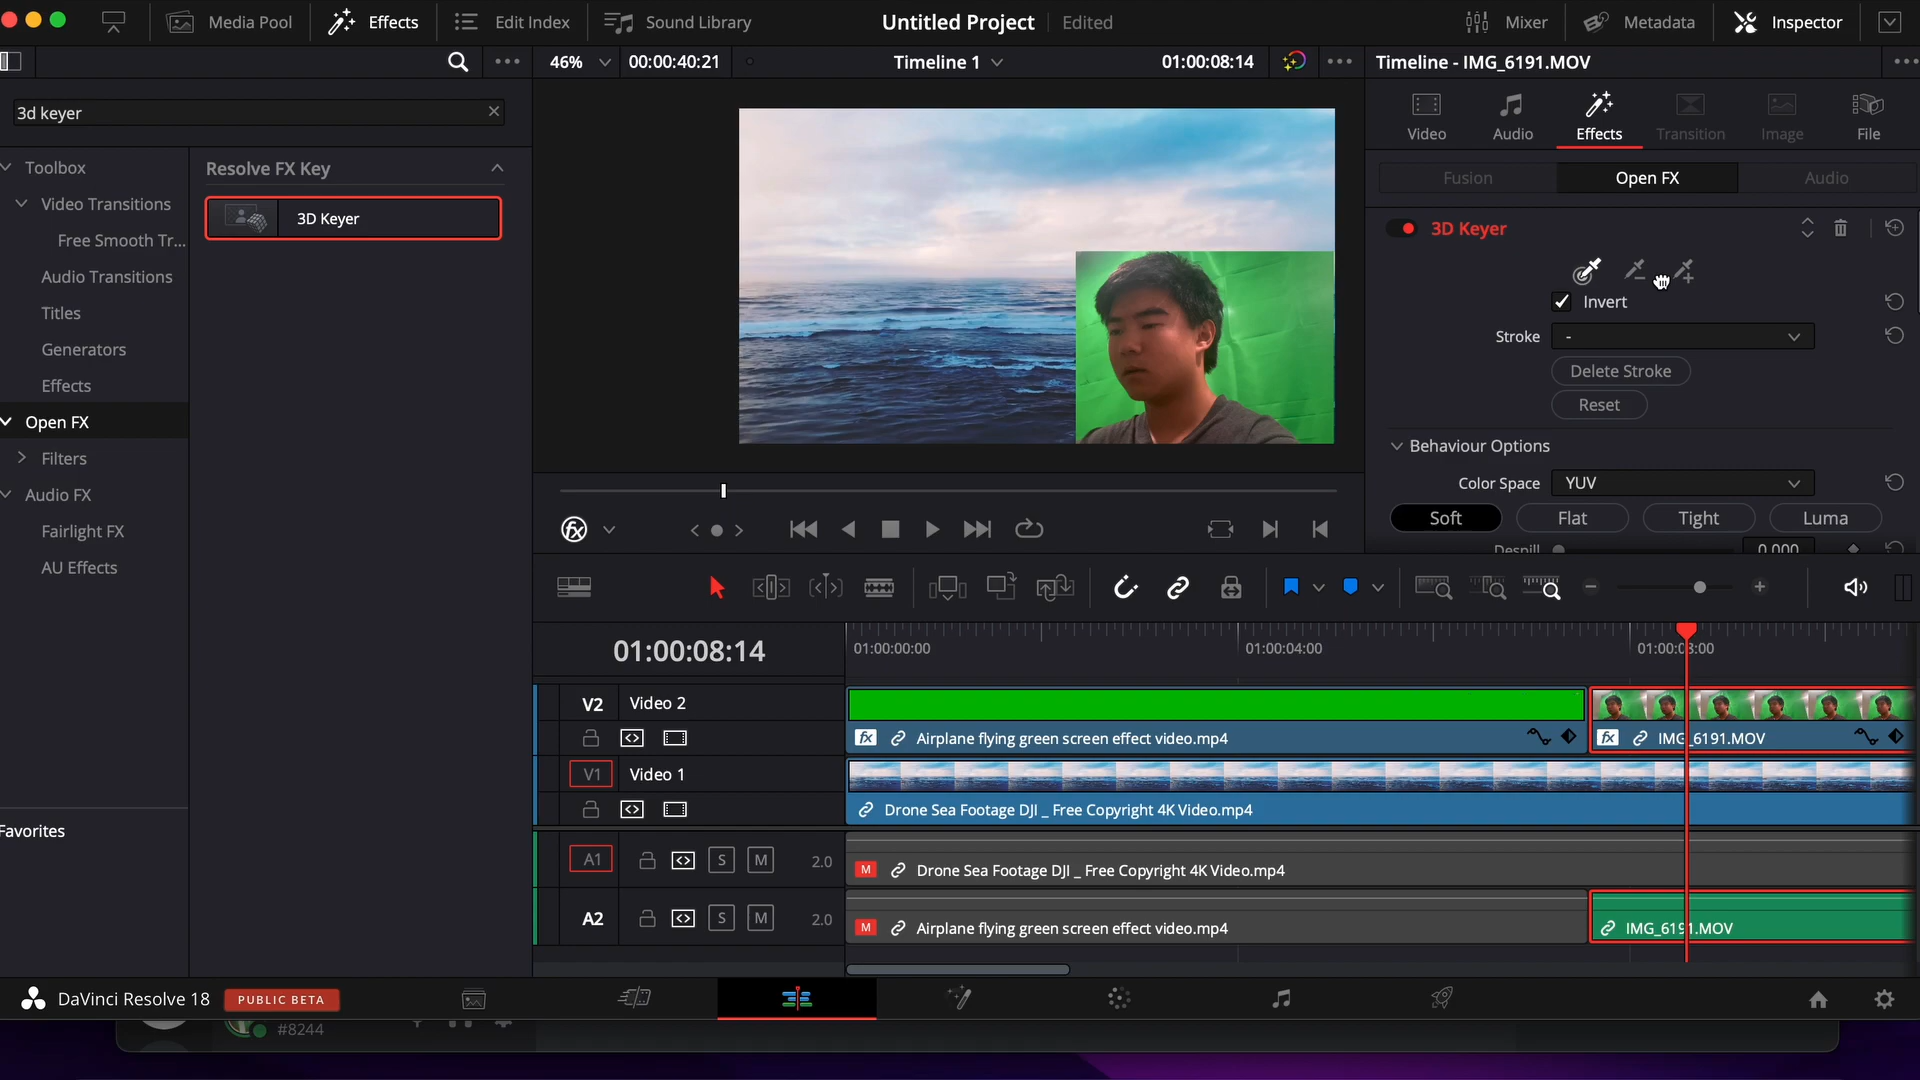 Media Pool
Effects
Edit Index
Sound Library
Untitled Project
Edited
Mixer
Metadata
Inspector
46%
00:00:40:21
Timeline 1
01:00:08:14
Timeline - IMG_6191.MOV
3d keyer
Video
Audio
Effects
Transition
Image
File
Fusion
Open FX
Audio
Toolbox
Video Transitions
Free Smooth Tr...
Audio Transitions
Titles
Generators
Effects
Open FX
Filters
Audio FX
Fairlight FX
AU Effects
Favorites
Resolve FX Key
3D Keyer
3D Keyer
Invert
Stroke
-
Delete Stroke
Reset
Behaviour Options
Color Space
YUV
Soft
Flat
Tight
Luma
Despill
0.000
fx
01:00:08:14
01:00:00:00
01:00:04:00
01:00:08:00
V2
Video 2
fx
Airplane flying green screen effect video.mp4
fx
IMG_6191.MOV
V1
Video 1
Drone Sea Footage DJI _ Free Copyright 4K Video.mp4
A1
S
M
2.0
M
Drone Sea Footage DJI _ Free Copyright 4K Video.mp4
A2
S
M
2.0
M
Airplane flying green screen effect video.mp4
IMG_6191.MOV
DaVinci Resolve 18
PUBLIC BETA
#8244